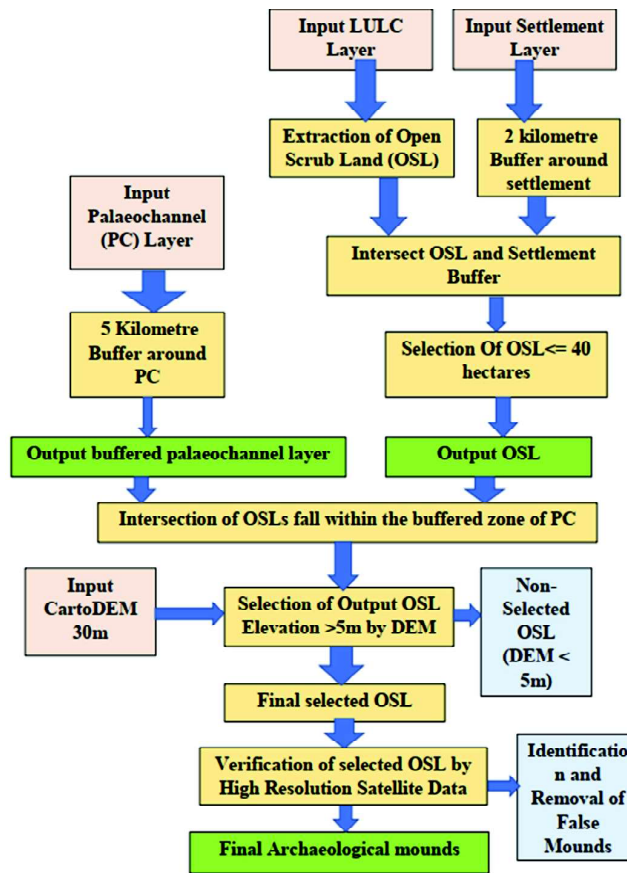 Input LULC
Layer
Input Settlement
Layer
Extraction of Open
Scrub Land (OSL)
2 kilometre
Buffer around
settlement
Input
Palaeochannel
(PC) Layer
Intersect OSL and Settlement
Buffer
5 Kilometre
Buffer around
PC
Selection Of OSL<= 40
hectares
Output buffered palaeochannel layer
Output OSL
Intersection of OSLs fall within the buffered zone of PC
Input
CartoDEM
30m
Selection of Output OSL
Elevation >5m by DEM
Non-
Selected
OSL
(DEM <
5m)
Final selected OSL
Verification of selected OSL by
High Resolution Satellite Data
Identificatio
n and
Removal of
False
Mounds
Final Archaeological mounds